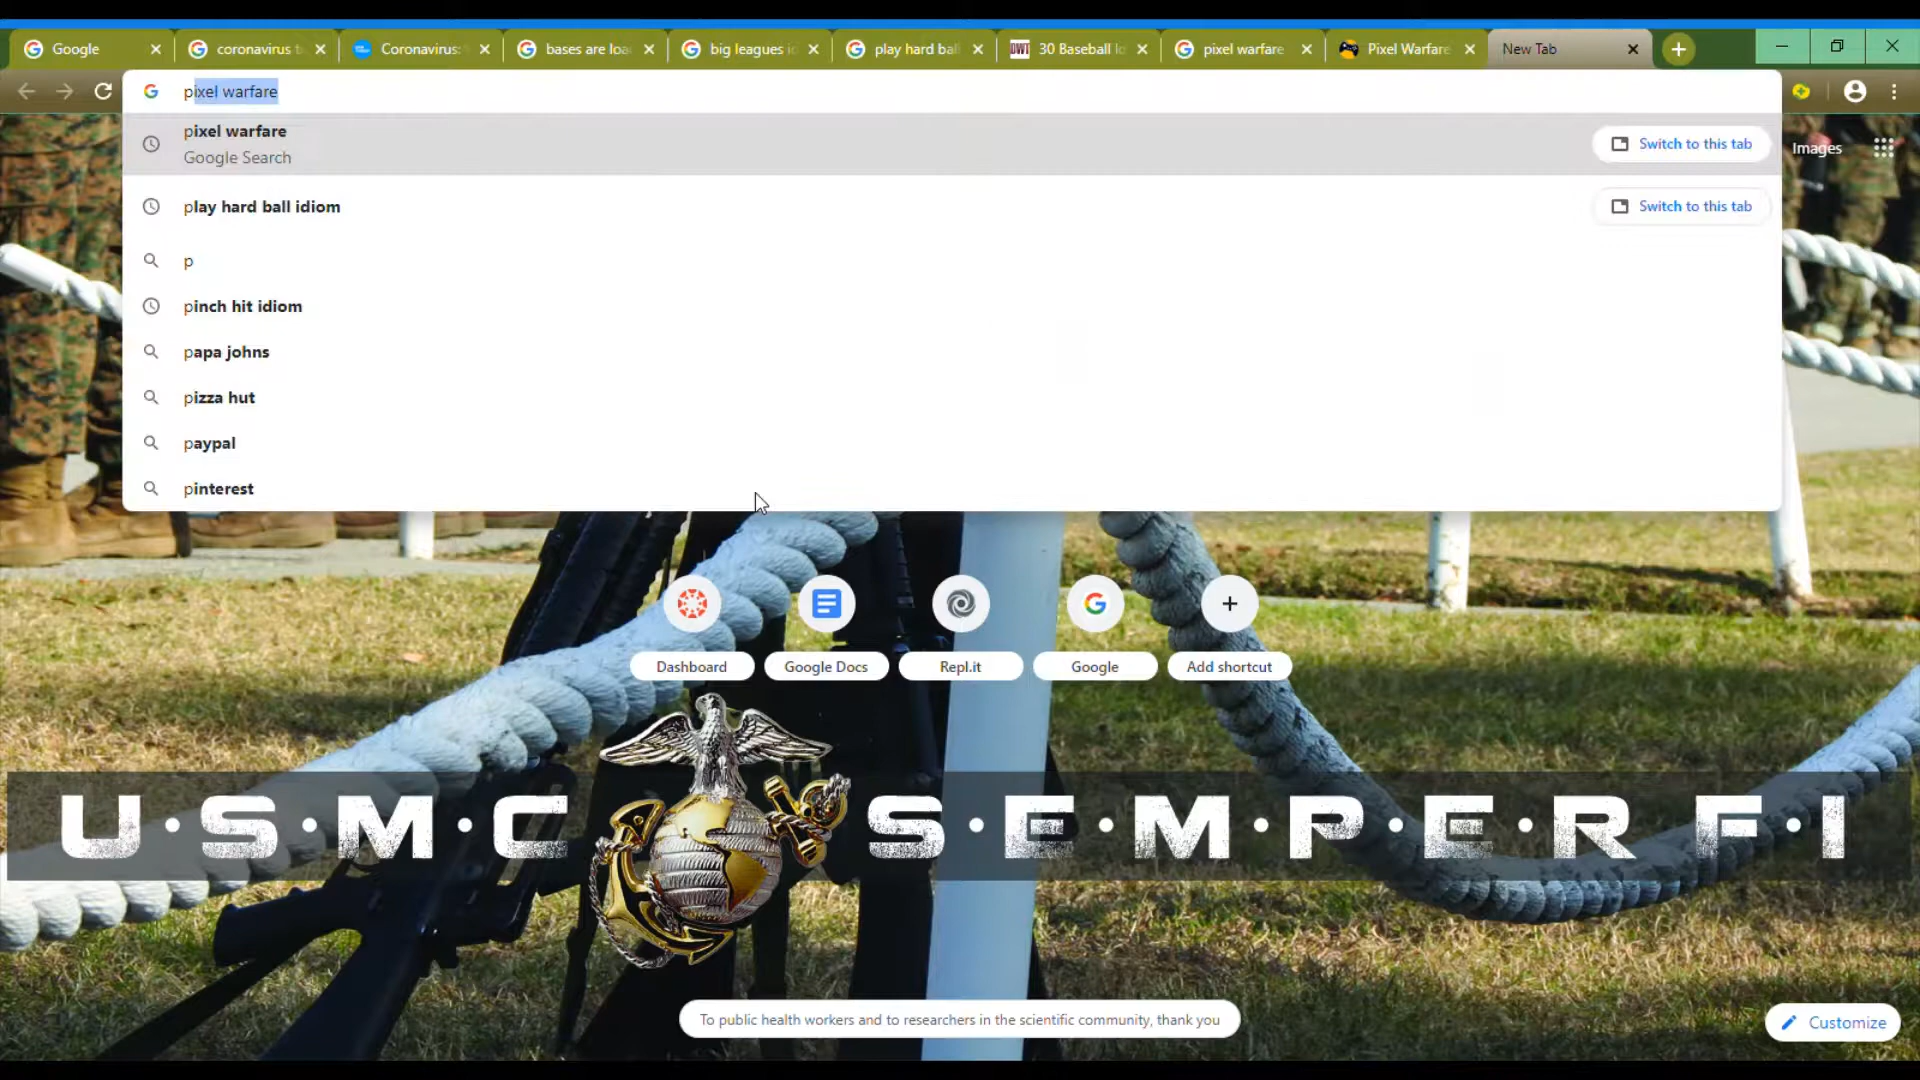 Google
coronavirus t
Coronavirus:
bases are loa
big leagues i
play hard ball
30 Baseball I
pixel warfare
Pixel Warfare
New Tab
pixel warfare
pixel warfare
Google Search
Switch to this tab
Images
play hard ball idiom
Switch to this tab
p
pinch hit idiom
papa johns
pizza hut
paypal
pinterest
Dashboard
Google Docs
Repl.it
Google
Add shortcut
U·S·M·C S·E·M·P·E·R F·I
To public health workers and to researchers in the scientific community, thank you
Customize